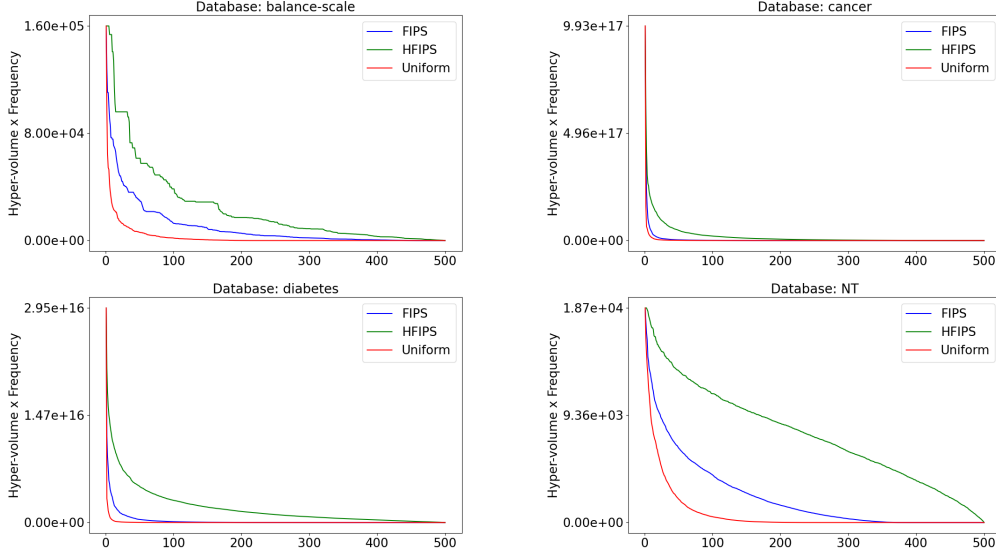 Database: balance-scale
1.60e+05
8.00e+04
0.00e+00
Hyper-volume x Frequency
FIPS
HFIPS
Uniform
0 100 200 300 400 500
Database: cancer
9.93e+17
4.96e+17
0.00e+00
Hyper-volume x Frequency
FIPS
HFIPS
Uniform
0 100 200 300 400 500
Database: diabetes
2.95e+16
1.47e+16
0.00e+00
Hyper-volume x Frequency
FIPS
HFIPS
Uniform
0 100 200 300 400 500
Database: NT
1.87e+04
9.36e+03
0.00e+00
Hyper-volume x Frequency
FIPS
HFIPS
Uniform
0 100 200 300 400 500